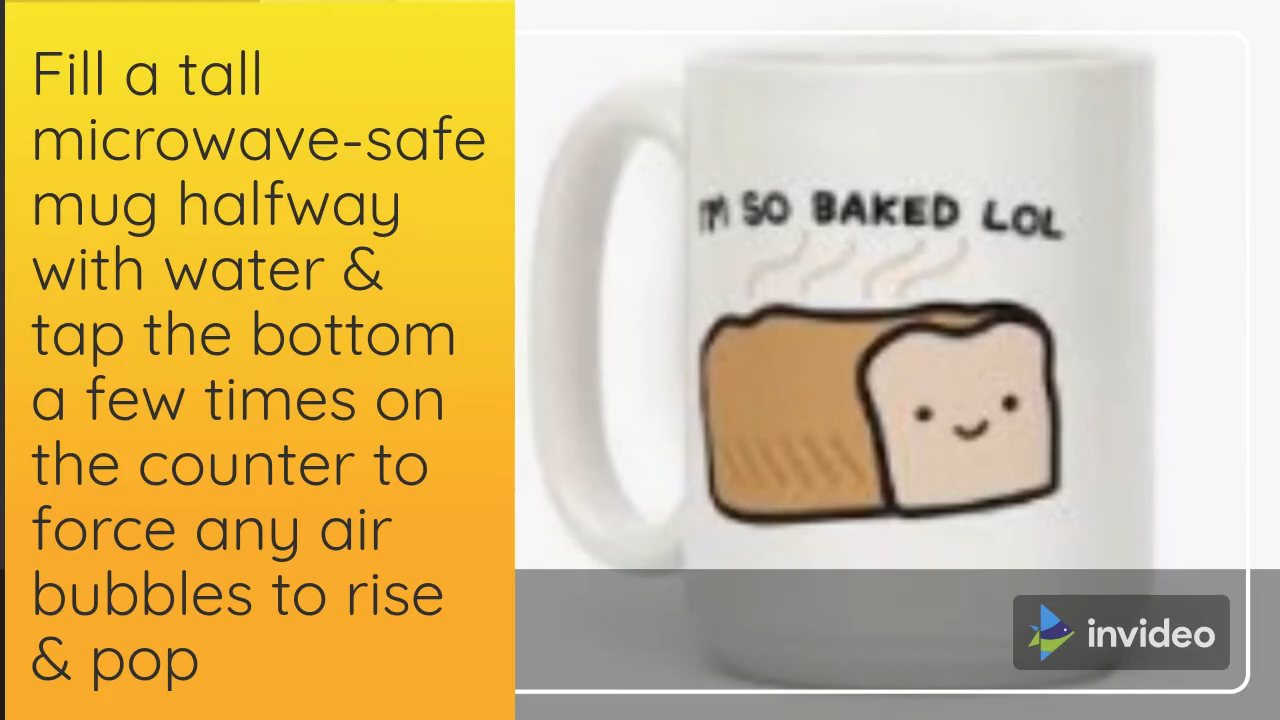 Fill a tall
microwave-safe
mug halfway
with water &
tap the bottom
a few times on
the counter to
force any air
bubbles to rise
& pop
I'M SO BAKED LOL
invideo